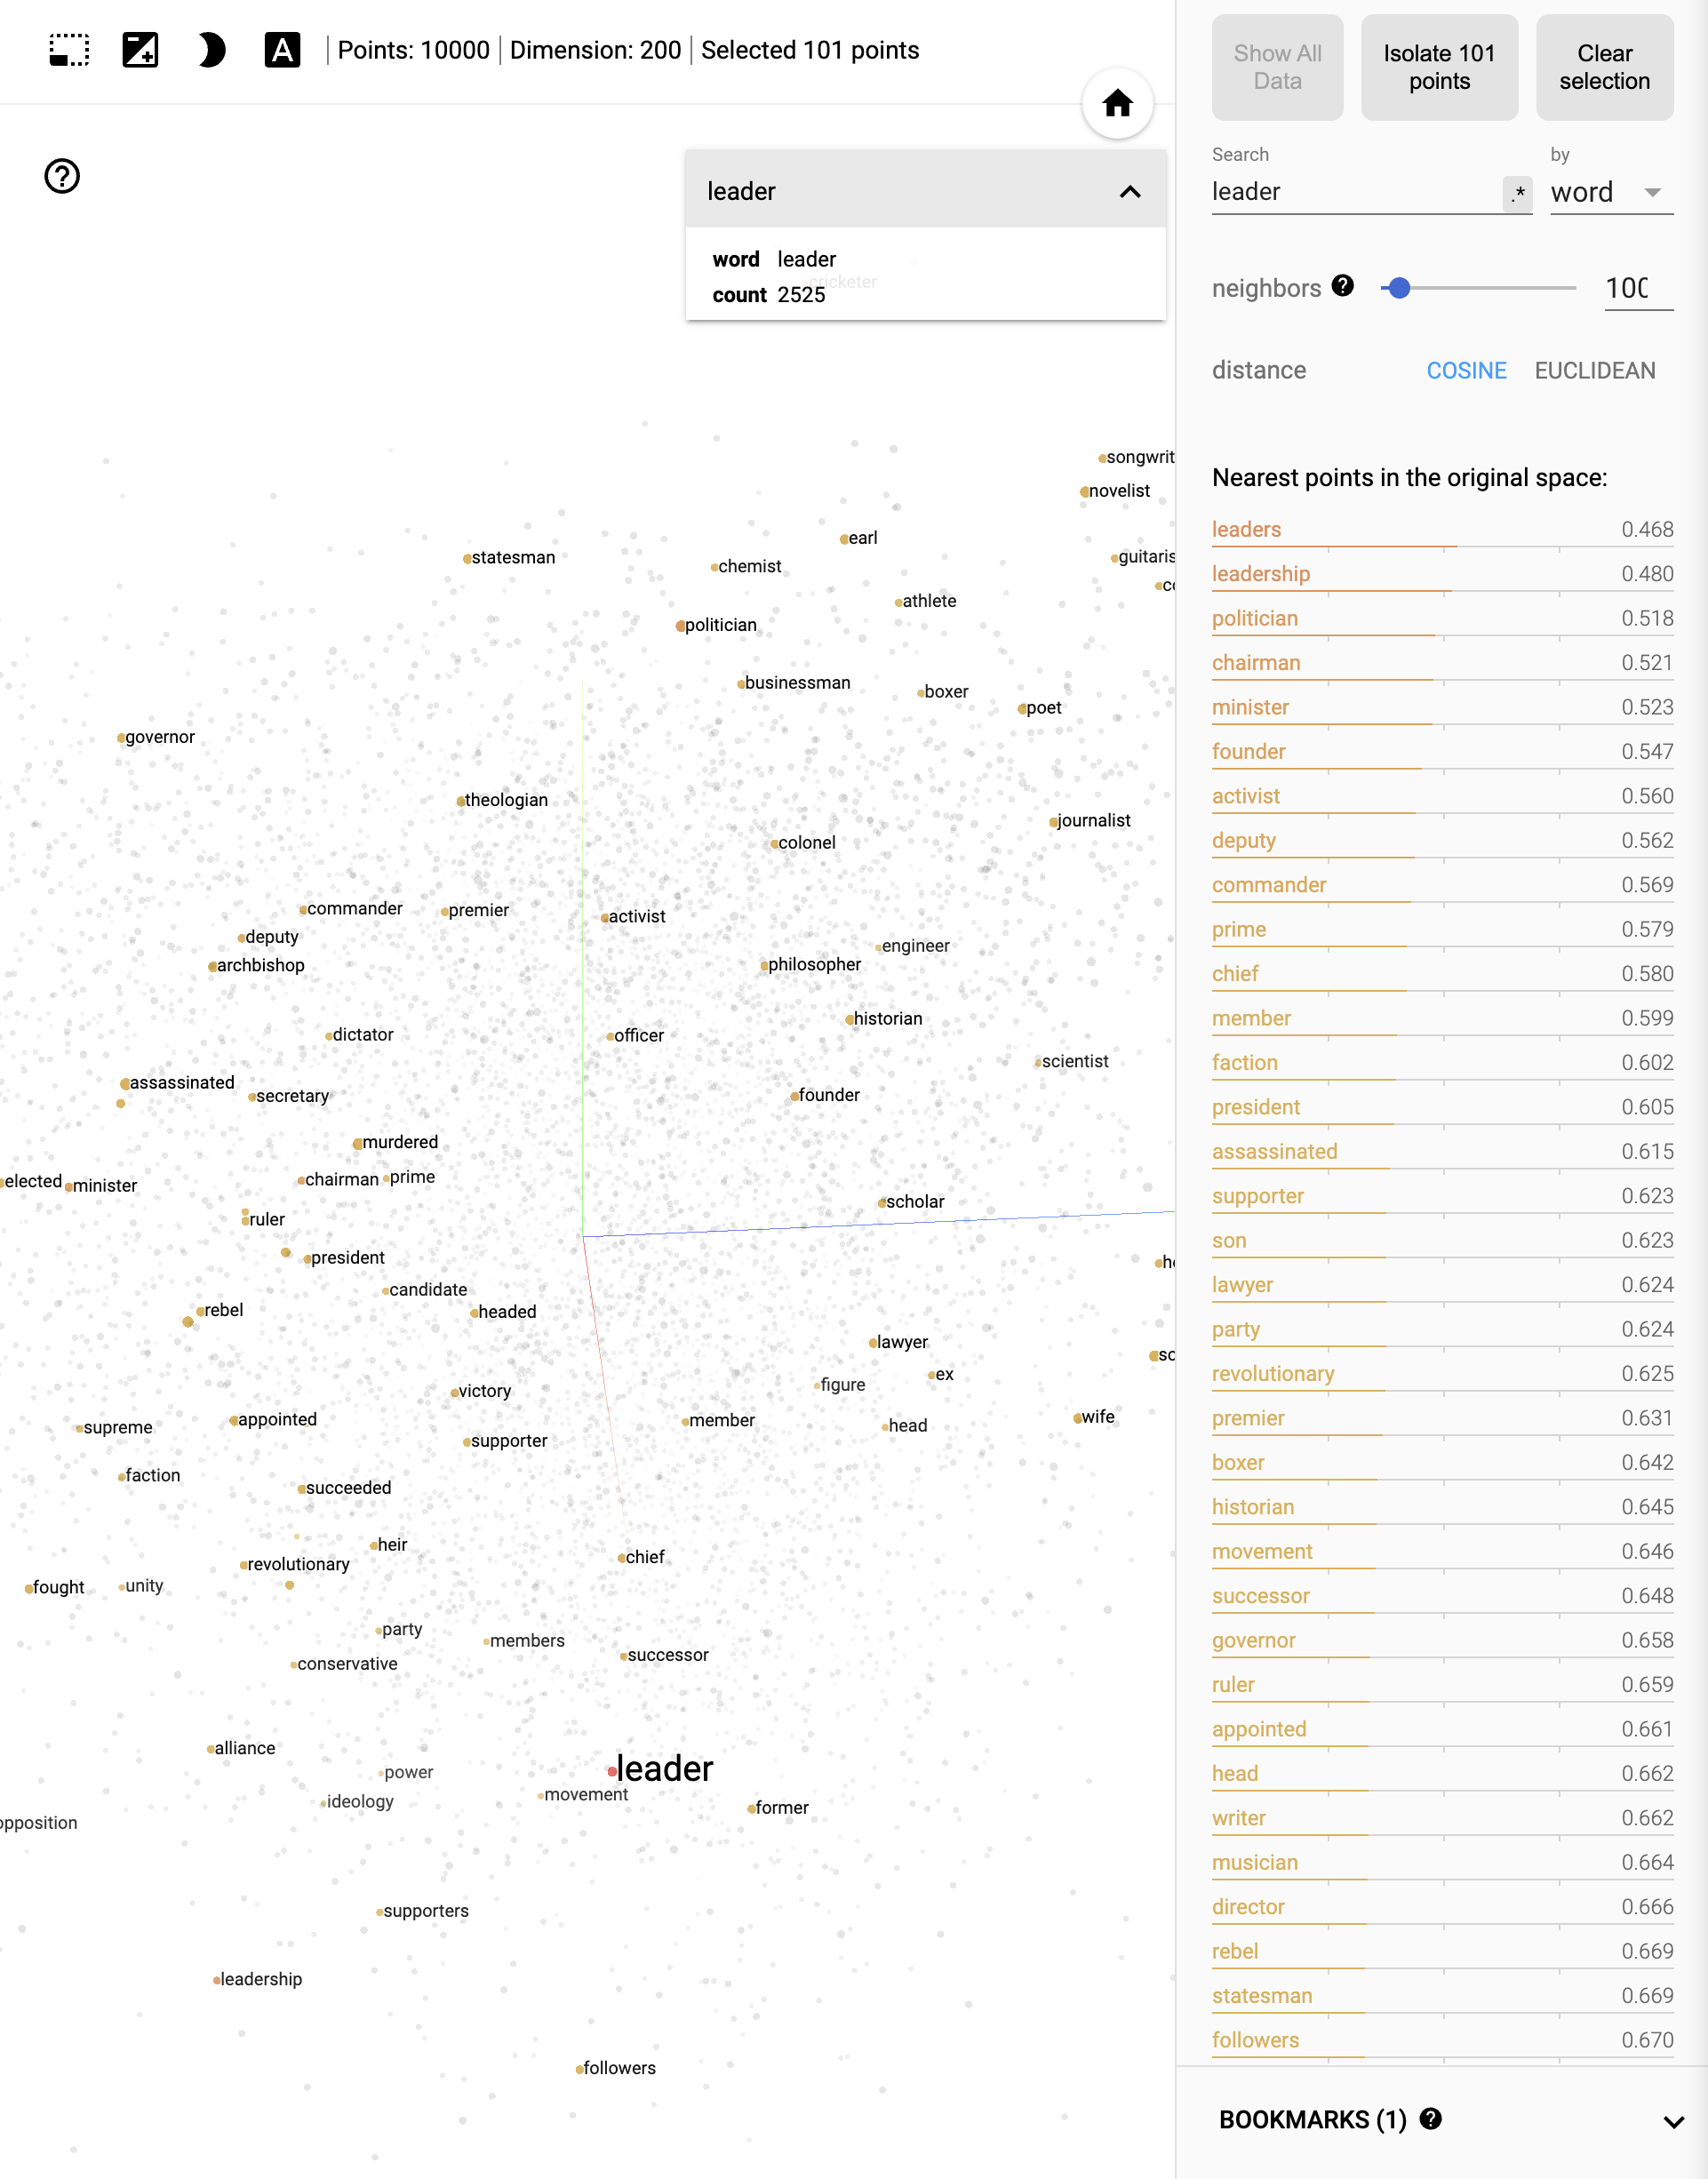 A Points: 10000 Dimension: 200 Selected 101 points
leader
word leader
count 2525
cricketer
songwrit
novelist
earl
statesman
chemist
guitaris
athlete
politician
businessman
boxer
poet
governor
theologian
journalist
colonel
commander
premier
activist
deputy
engineer
archbishop
philosopher
historian
dictator
officer
scientist
assassinated
secretary
founder
murdered
elected
minister
chairman
prime
scholar
ruler
president
candidate
headed
rebel
lawyer
ex
figure
victory
member
head
wife
supreme
appointed
supporter
faction
succeeded
heir
chief
revolutionary
fought
unity
party
members
successor
conservative
alliance
leader
power
movement
ideology
former
opposition
supporters
leadership
followers
Show All Data
Isolate 101 points
Clear selection
Search
by
leader
.*
word
neighbors
100
distance
COSINE
EUCLIDEAN
Nearest points in the original space:
leaders 0.468
leadership 0.480
politician 0.518
chairman 0.521
minister 0.523
founder 0.547
activist 0.560
deputy 0.562
commander 0.569
prime 0.579
chief 0.580
member 0.599
faction 0.602
president 0.605
assassinated 0.615
supporter 0.623
son 0.623
lawyer 0.624
party 0.624
revolutionary 0.625
premier 0.631
boxer 0.642
historian 0.645
movement 0.646
successor 0.648
governor 0.658
ruler 0.659
appointed 0.661
head 0.662
writer 0.662
musician 0.664
director 0.666
rebel 0.669
statesman 0.669
followers 0.670
BOOKMARKS (1)